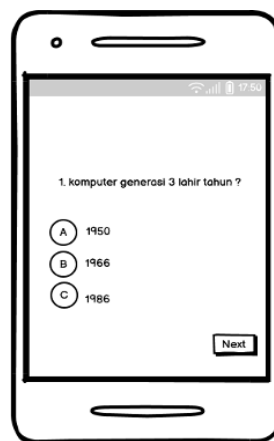 17:50
1. komputer generasi 3 lahir tahun ?
A 1950
B 1966
C 1986
Next